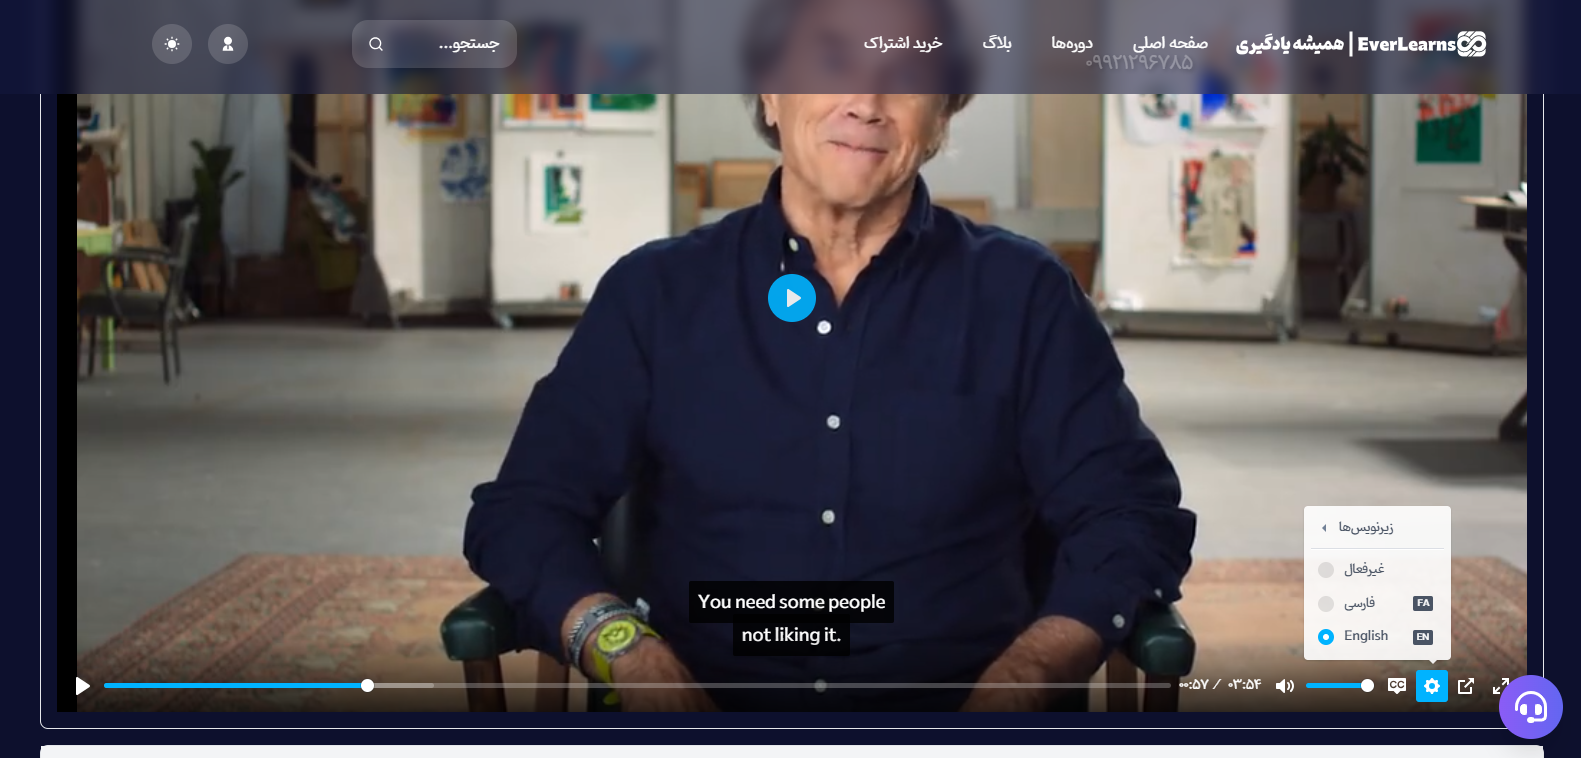 EverLearns | همیشه یادگیری
صفحه اصلی
دوره‌ها
بلاگ
خرید اشتراک
جستجو...
۰۹۹۲۱۲۹۶۷۸۵
You need some people
not liking it.
زیرنویس‌ها
غیرفعال
فارسی FA
English EN
۰۰:۵۷ / ۰۳:۵۴
CC